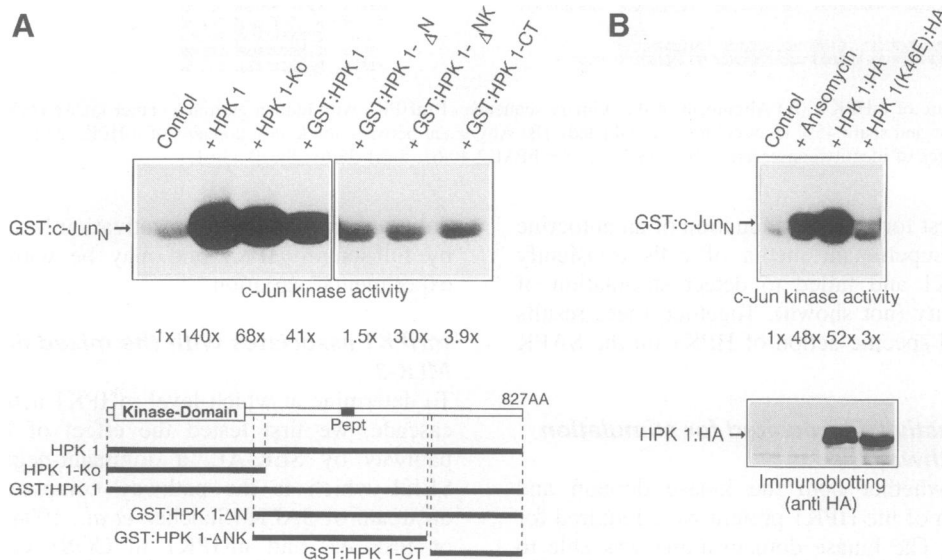 A
Control
+ HPK 1
+ HPK 1-Ko
+ GST:HPK 1
+ GST:HPK 1-ΔN
+ GST:HPK 1-ΔNK
+ GST:HPK 1-CT
GST:c-JunN →
c-Jun kinase activity
1x 140x 68x 41x 1.5x 3.0x 3.9x
827AA
Kinase-Domain
Pept
HPK 1
HPK 1-Ko
GST:HPK 1
GST:HPK 1-ΔN
GST:HPK 1-ΔNK
GST:HPK 1-CT
B
Control
+ Anisomycin
+ HPK 1:HA
+ HPK 1(K46E):HA
GST:c-JunN →
c-Jun kinase activity
1x 48x 52x 3x
HPK 1:HA →
Immunoblotting
(anti HA)